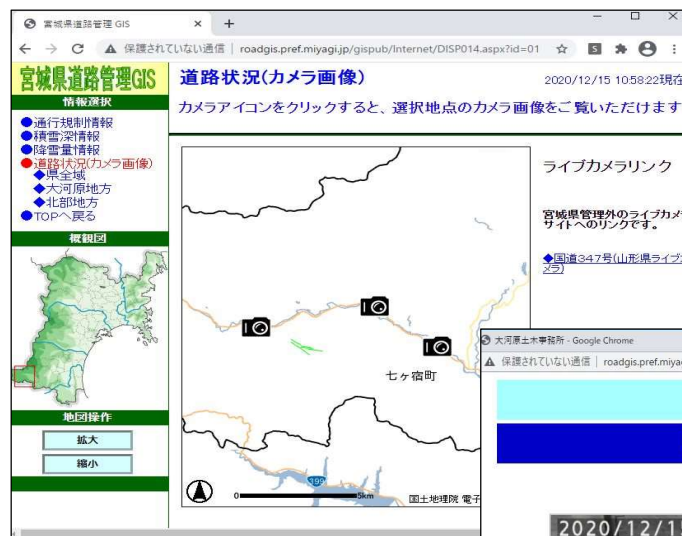 宮城県道路管理 GIS
保護されていない通信 | roadgis.pref.miyagi.jp/gispub/Internet/DISP014.aspx?id=01
宮城県道路管理GIS
情報選択
●通行規制情報
●積雪深情報
●降雪量情報
●道路状況(カメラ画像)
◆県全域
◆大河原地方
◆北部地方
●TOPへ戻る
概観図
地図操作
拡大
縮小
道路状況(カメラ画像)
2020/12/15 10:58:22現在
カメラアイコンをクリックすると、選択地点のカメラ画像をご覧いただけます
七ヶ宿町
199
0 5km
国土地理院 電子
ライブカメラリンク
宮城県管理外のライブカメ
サイトへのリンクです。
◆国道347号(山形県ライブカ
メラ)
大河原土木事務所 - Google Chrome
保護されていない通信 | roadgis.pref.miyag
2020/12/15